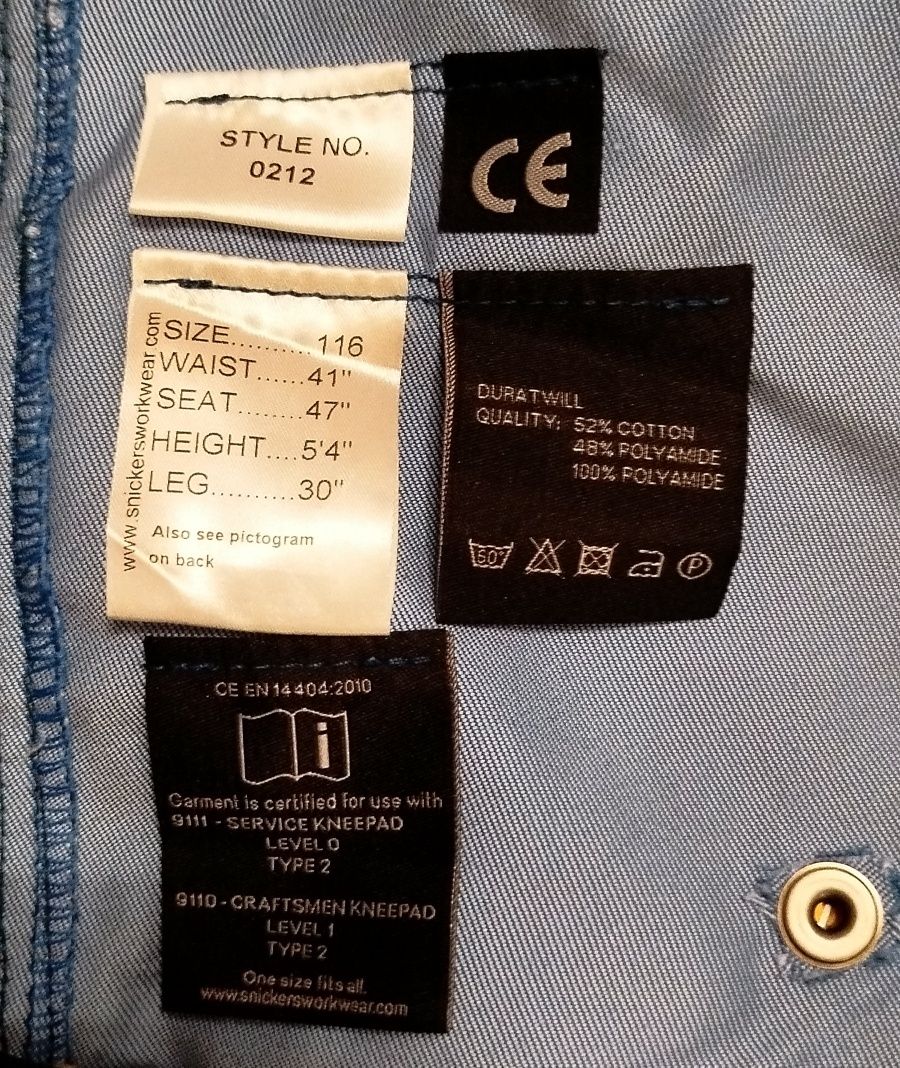 STYLE NO.
0212
CE
SIZE..........116
WAIST......41"
SEAT........47"
HEIGHT....5'4"
LEG..........30"
Also see pictogram
on back
www.snickersworkwear.com
DURATWILL
QUALITY: 52% COTTON
48% POLYAMIDE
100% POLYAMIDE
60°
P
CE EN 14404:2010
i
Garment is certified for use with
9111 - SERVICE KNEEPAD
LEVEL 0
TYPE 2
9110 - CRAFTSMEN KNEEPAD
LEVEL 1
TYPE 2
One size fits all.
www.snickersworkwear.com